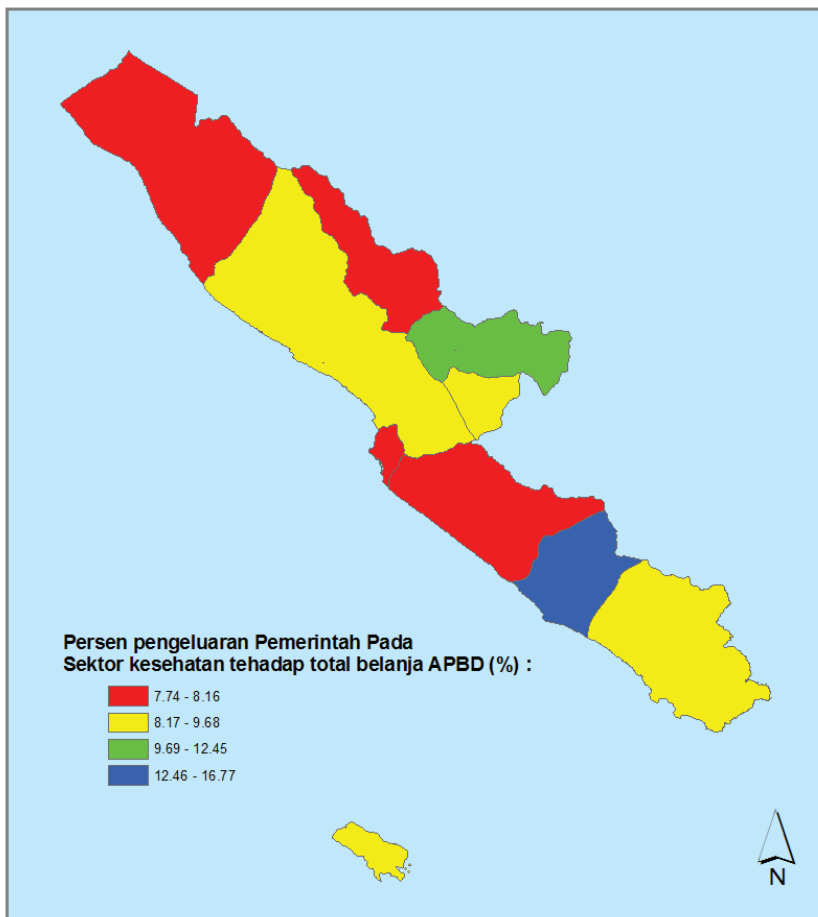 Persen pengeluaran Pemerintah Pada
Sektor kesehatan tehadap total belanja APBD (%) :
7.74 - 8.16
8.17 - 9.68
9.69 - 12.45
12.46 - 16.77
N